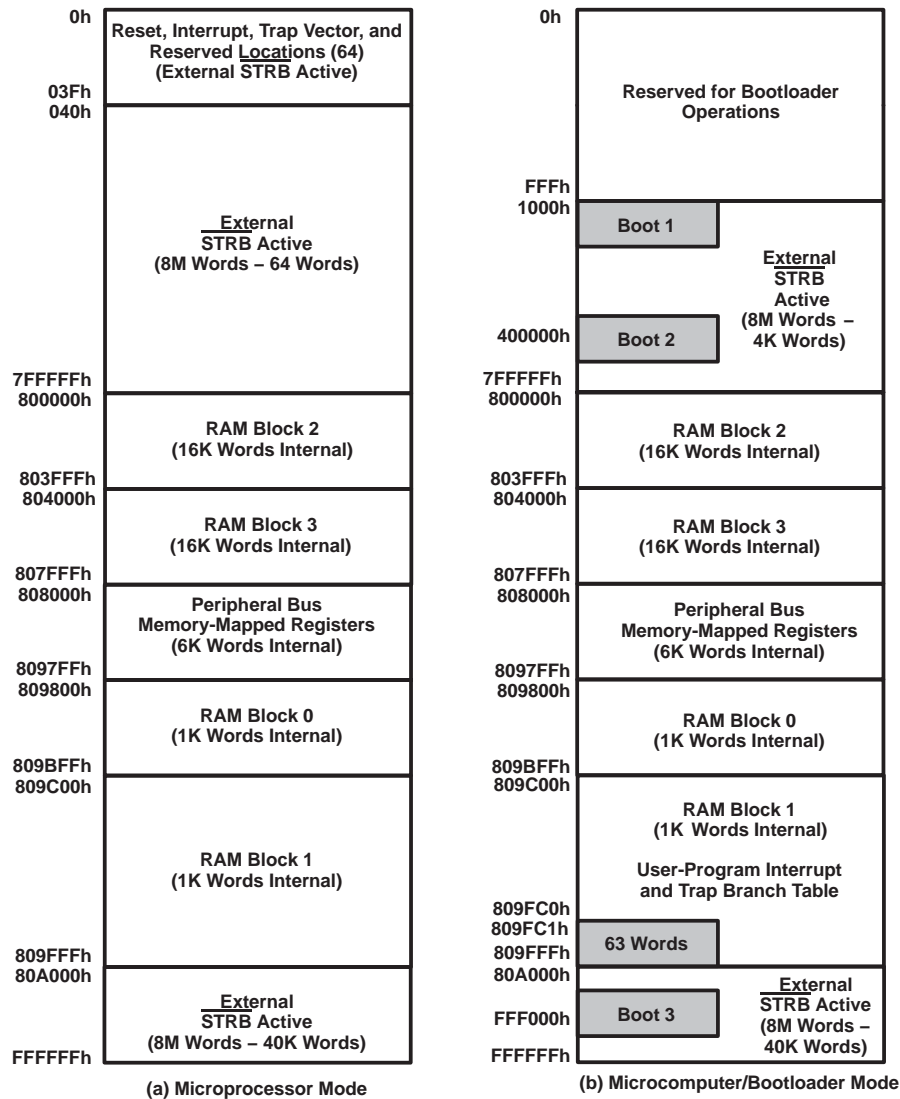 0h
Reset, Interrupt, Trap Vector, and
Reserved Locations (64)
(External STRB Active)
03Fh
040h
External
STRB Active
(8M Words – 64 Words)
7FFFFFh
800000h
RAM Block 2
(16K Words Internal)
803FFFh
804000h
RAM Block 3
(16K Words Internal)
807FFFh
808000h
Peripheral Bus
Memory-Mapped Registers
(6K Words Internal)
8097FFh
809800h
RAM Block 0
(1K Words Internal)
809BFFh
809C00h
RAM Block 1
(1K Words Internal)
809FFFh
80A000h
External
STRB Active
(8M Words – 40K Words)
FFFFFFh
(a) Microprocessor Mode
0h
Reserved for Bootloader
Operations
FFFh
1000h
Boot 1
External
STRB
Active
(8M Words –
4K Words)
400000h
Boot 2
7FFFFFh
800000h
RAM Block 2
(16K Words Internal)
803FFFh
804000h
RAM Block 3
(16K Words Internal)
807FFFh
808000h
Peripheral Bus
Memory-Mapped Registers
(6K Words Internal)
8097FFh
809800h
RAM Block 0
(1K Words Internal)
809BFFh
809C00h
RAM Block 1
(1K Words Internal)
User-Program Interrupt
and Trap Branch Table
809FC0h
809FC1h
63 Words
809FFFh
80A000h
External
STRB Active
(8M Words –
40K Words)
FFF000h
Boot 3
FFFFFFh
(b) Microcomputer/Bootloader Mode